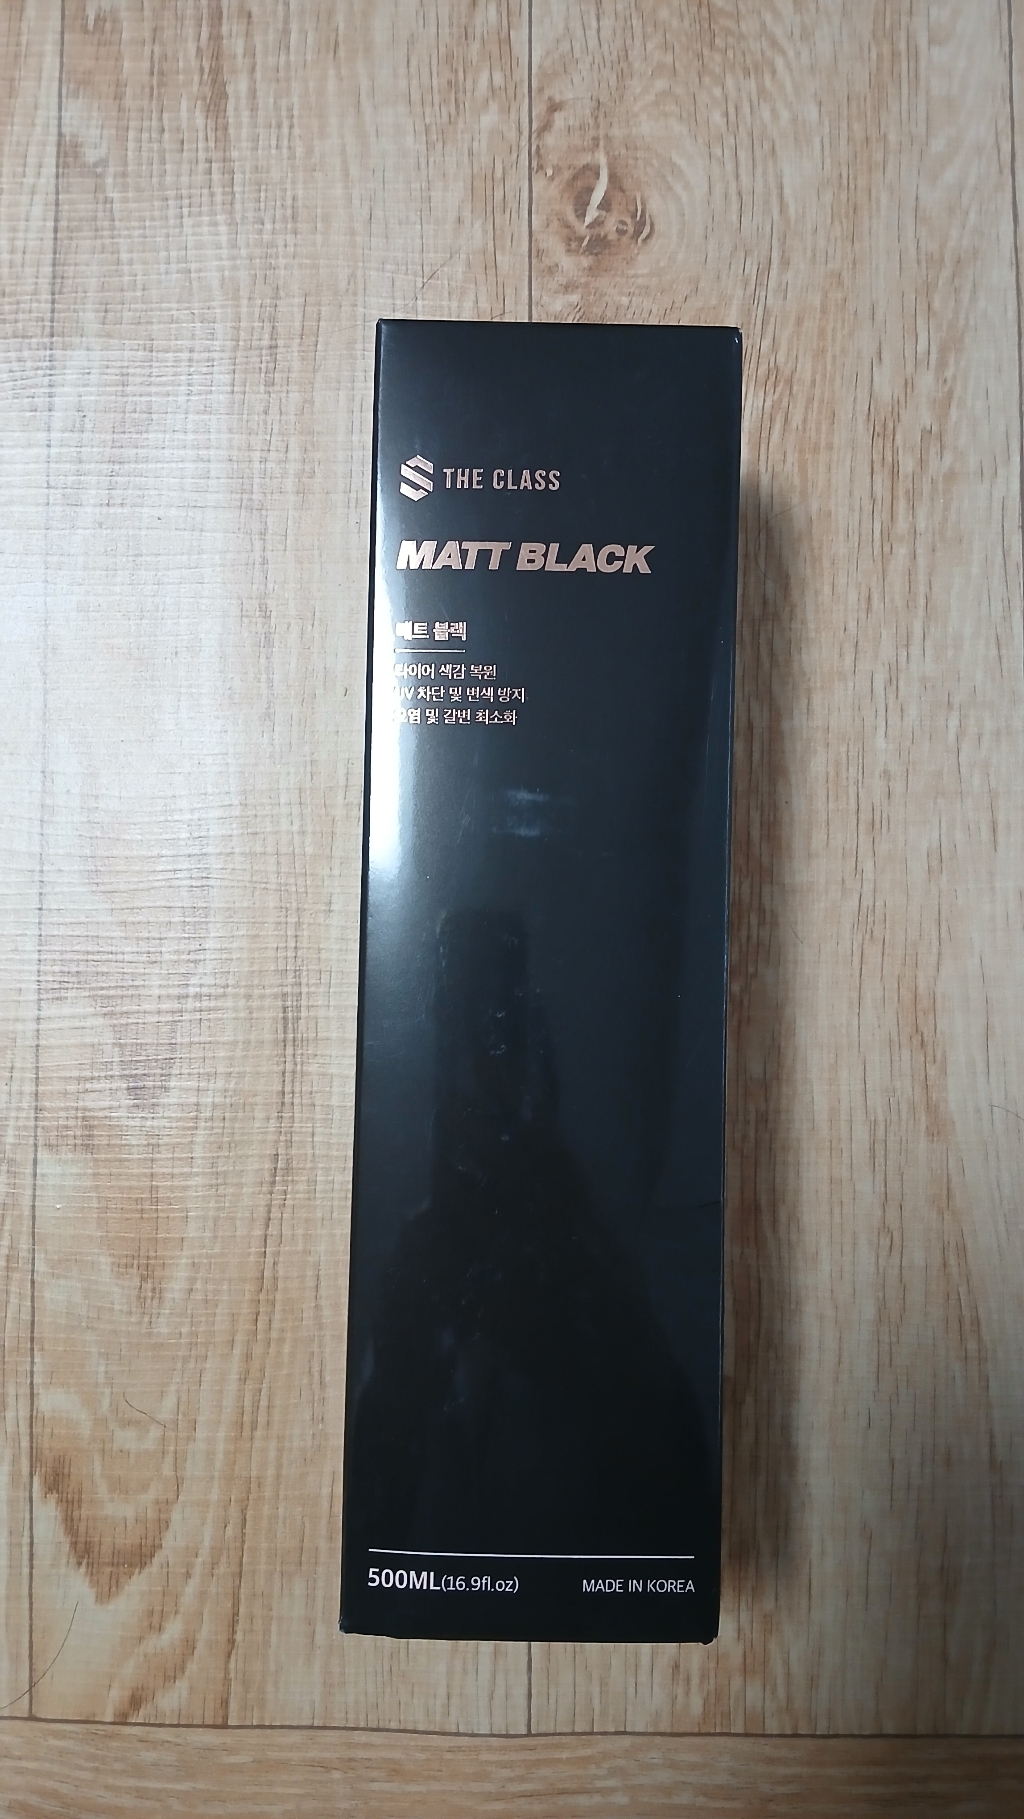 THE CLASS
MATT BLACK
매트 블랙
타이어 색감 복원
UV 차단 및 변색 방지
오염 및 갈변 최소화
500ML(16.9fl.oz)
MADE IN KOREA